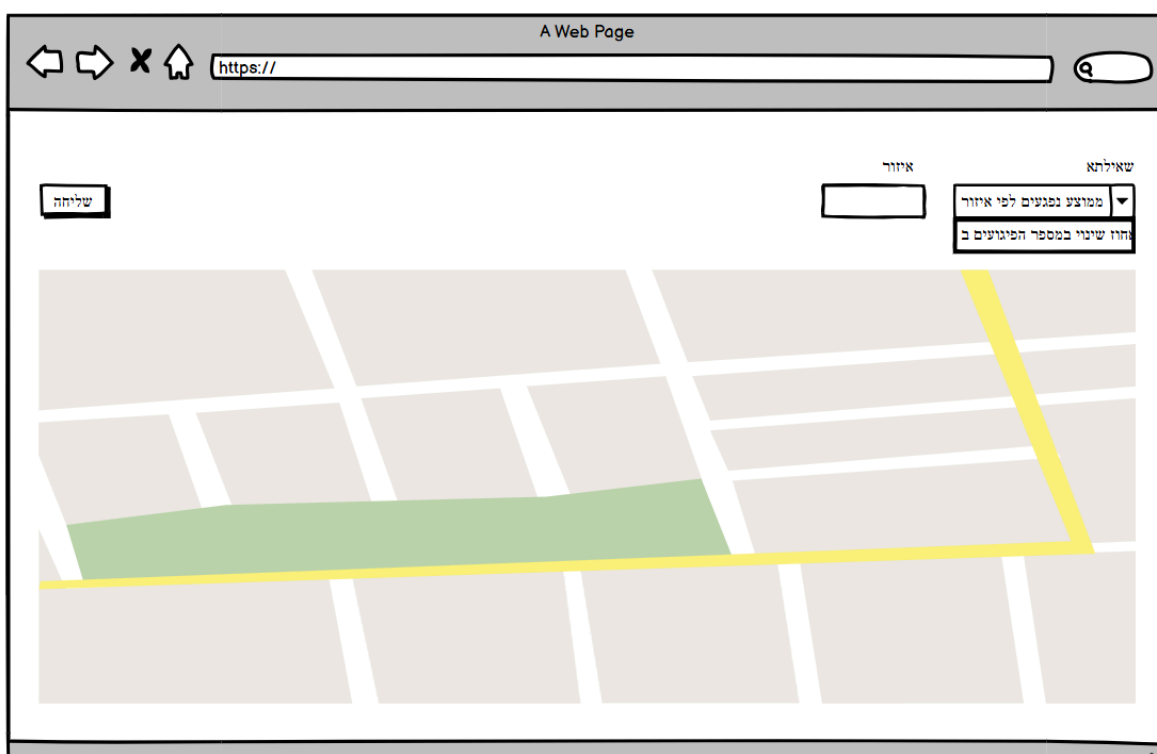 A Web Page
https://
שאילתא
איזור
ממוצע נפגעים לפי איזור
שליחה
אחוז שינוי במספר הפיגועים ב